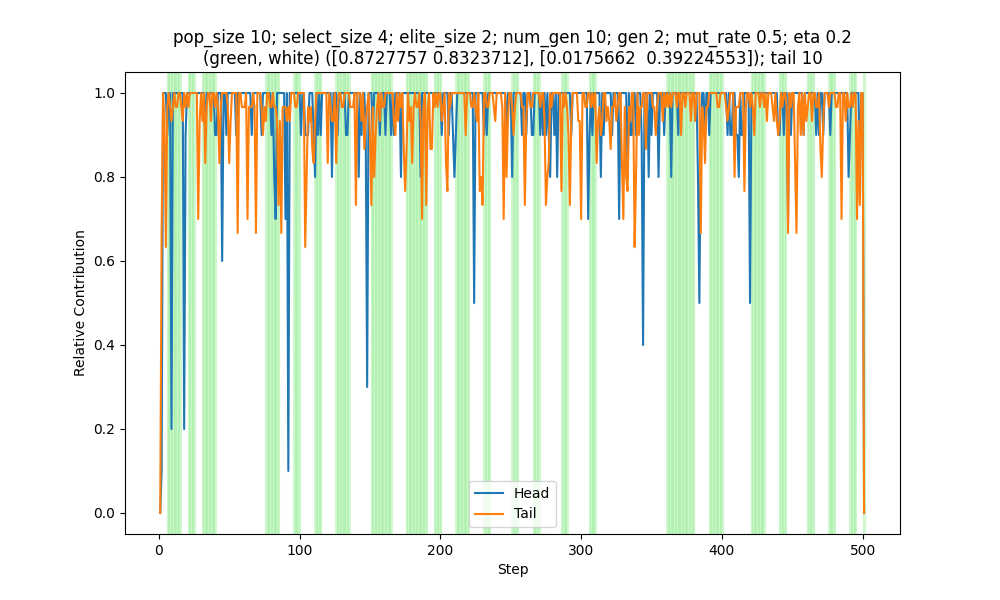 pop_size 10; select_size 4; elite_size 2; num_gen 10; gen 2; mut_rate 0.5; eta 0.2
(green, white) ([0.8727757 0.8323712], [0.0175662  0.39224553]); tail 10
1.0
0.8
0.6
0.4
0.2
0.0
Relative Contribution
Head
Tail
0
100
200
300
400
500
Step